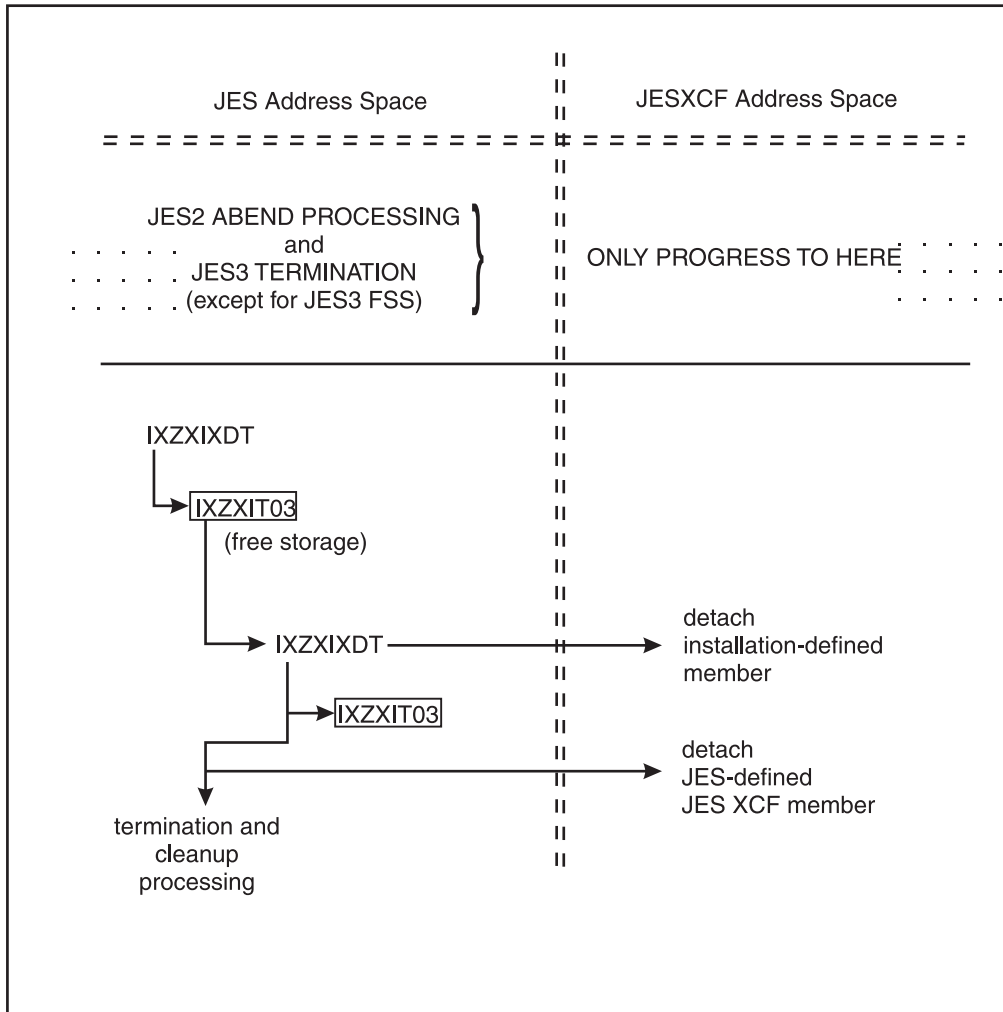 JES Address Space
JESXCF Address Space
JES2 ABEND PROCESSING
and
JES3 TERMINATION
(except for JES3 FSS)
ONLY PROGRESS TO HERE
IXZXIXDT
IXZXIT03
(free storage)
IXZXIXDT
detach
installation-defined
member
IXZXIT03
detach
JES-defined
JES XCF member
termination and
cleanup
processing